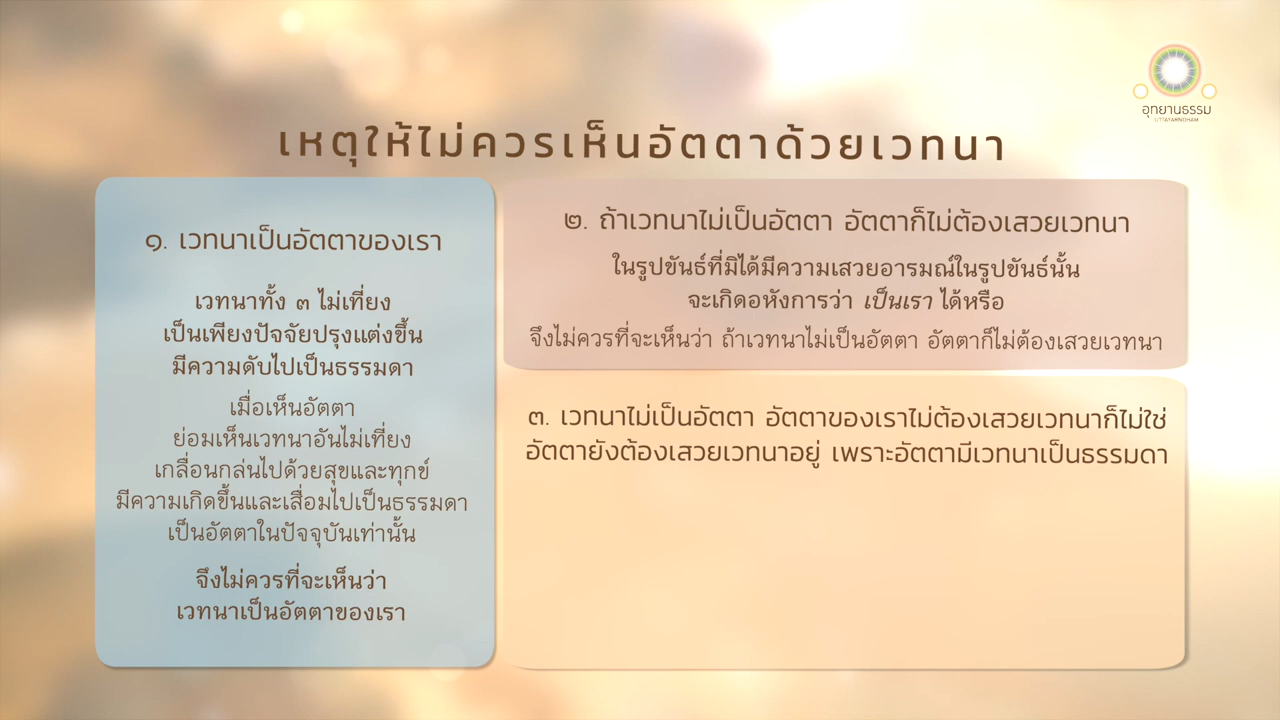 อุทยานธรรม
UTTAYARNDHAM
เหตุให้ไม่ควรเห็นอัตตาด้วยเวทนา
๑. เวทนาเป็นอัตตาของเรา
เวทนาทั้ง ๓ ไม่เที่ยง
เป็นเพียงปัจจัยปรุงแต่งขึ้น
มีความดับไปเป็นธรรมดา
เมื่อเห็นอัตตา
ย่อมเห็นเวทนาอันไม่เที่ยง
เกลื่อนกล่นไปด้วยสุขและทุกข์
มีความเกิดขึ้นและเสื่อมไปเป็นธรรมดา
เป็นอัตตาในปัจจุบันเท่านั้น
จึงไม่ควรที่จะเห็นว่า
เวทนาเป็นอัตตาของเรา
๒. ถ้าเวทนาไม่เป็นอัตตา อัตตาก็ไม่ต้องเสวยเวทนา
ในรูปขันธ์ที่มิได้มีความเสวยอารมณ์ในรูปขันธ์นั้น
จะเกิดอหังการว่า เป็นเรา ได้หรือ
จึงไม่ควรที่จะเห็นว่า ถ้าเวทนาไม่เป็นอัตตา อัตตาก็ไม่ต้องเสวยเวทนา
๓. เวทนาไม่เป็นอัตตา อัตตาของเราไม่ต้องเสวยเวทนาก็ไม่ใช่
อัตตายังต้องเสวยเวทนาอยู่ เพราะอัตตามีเวทนาเป็นธรรมดา